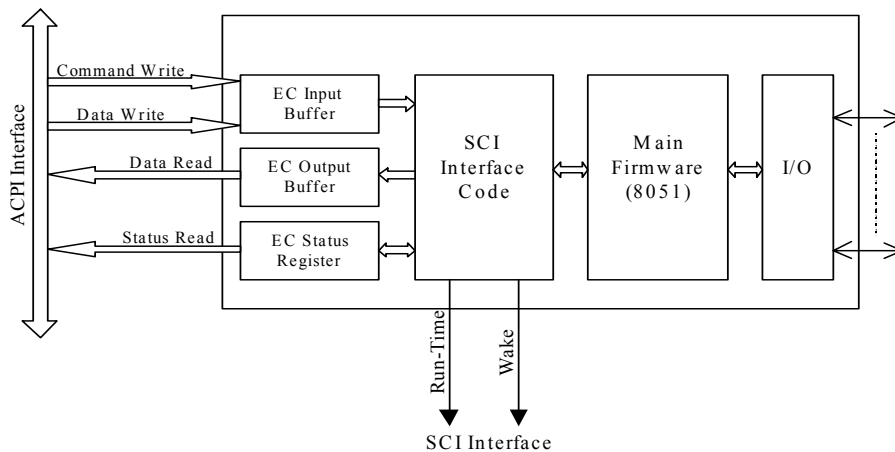 ACPI Interface
Command Write
Data Write
Data Read
Status Read
EC Input
Buffer
EC Output
Buffer
EC Status
Register
SCI
Interface
Code
Main
Firmware
(8051)
I/O
Run-Time
Wake
SCI Interface